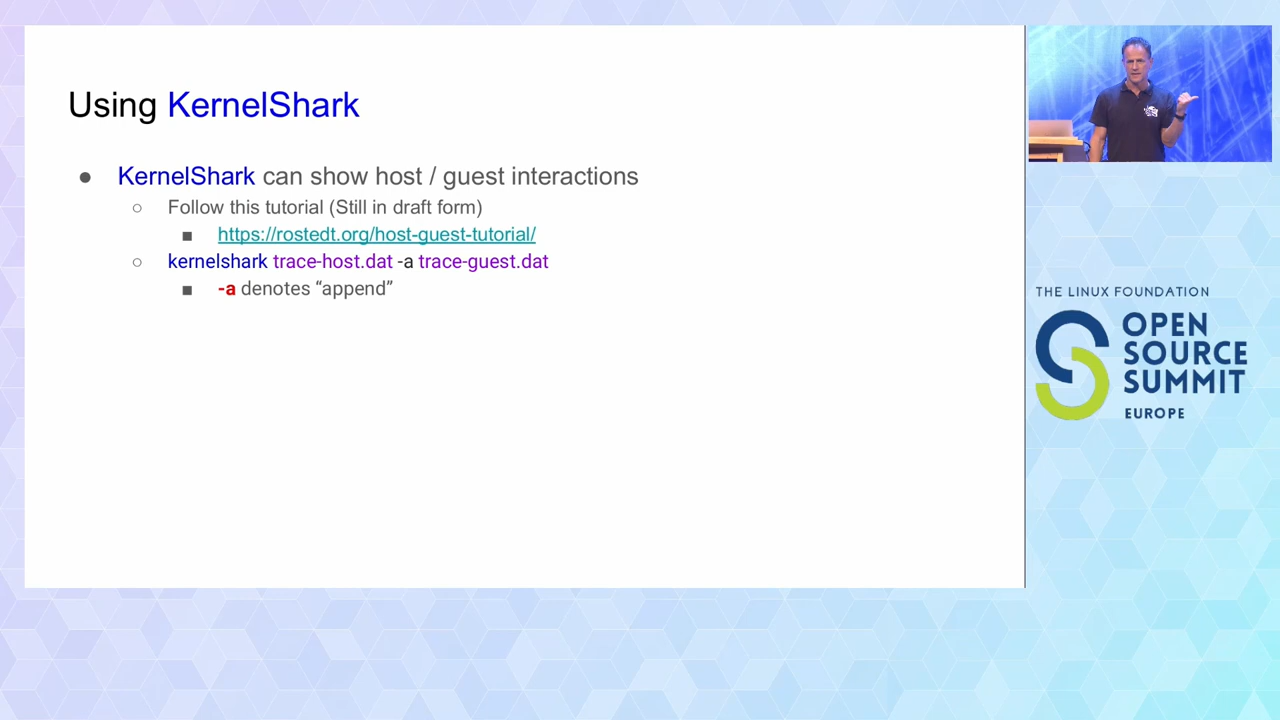 Using KernelShark
● KernelShark can show host / guest interactions
○ Follow this tutorial (Still in draft form)
■ https://rostedt.org/host-guest-tutorial/
○ kernelshark trace-host.dat -a trace-guest.dat
■ -a denotes “append”
THE LINUX FOUNDATION
OPEN
SOURCE
SUMMIT
EUROPE